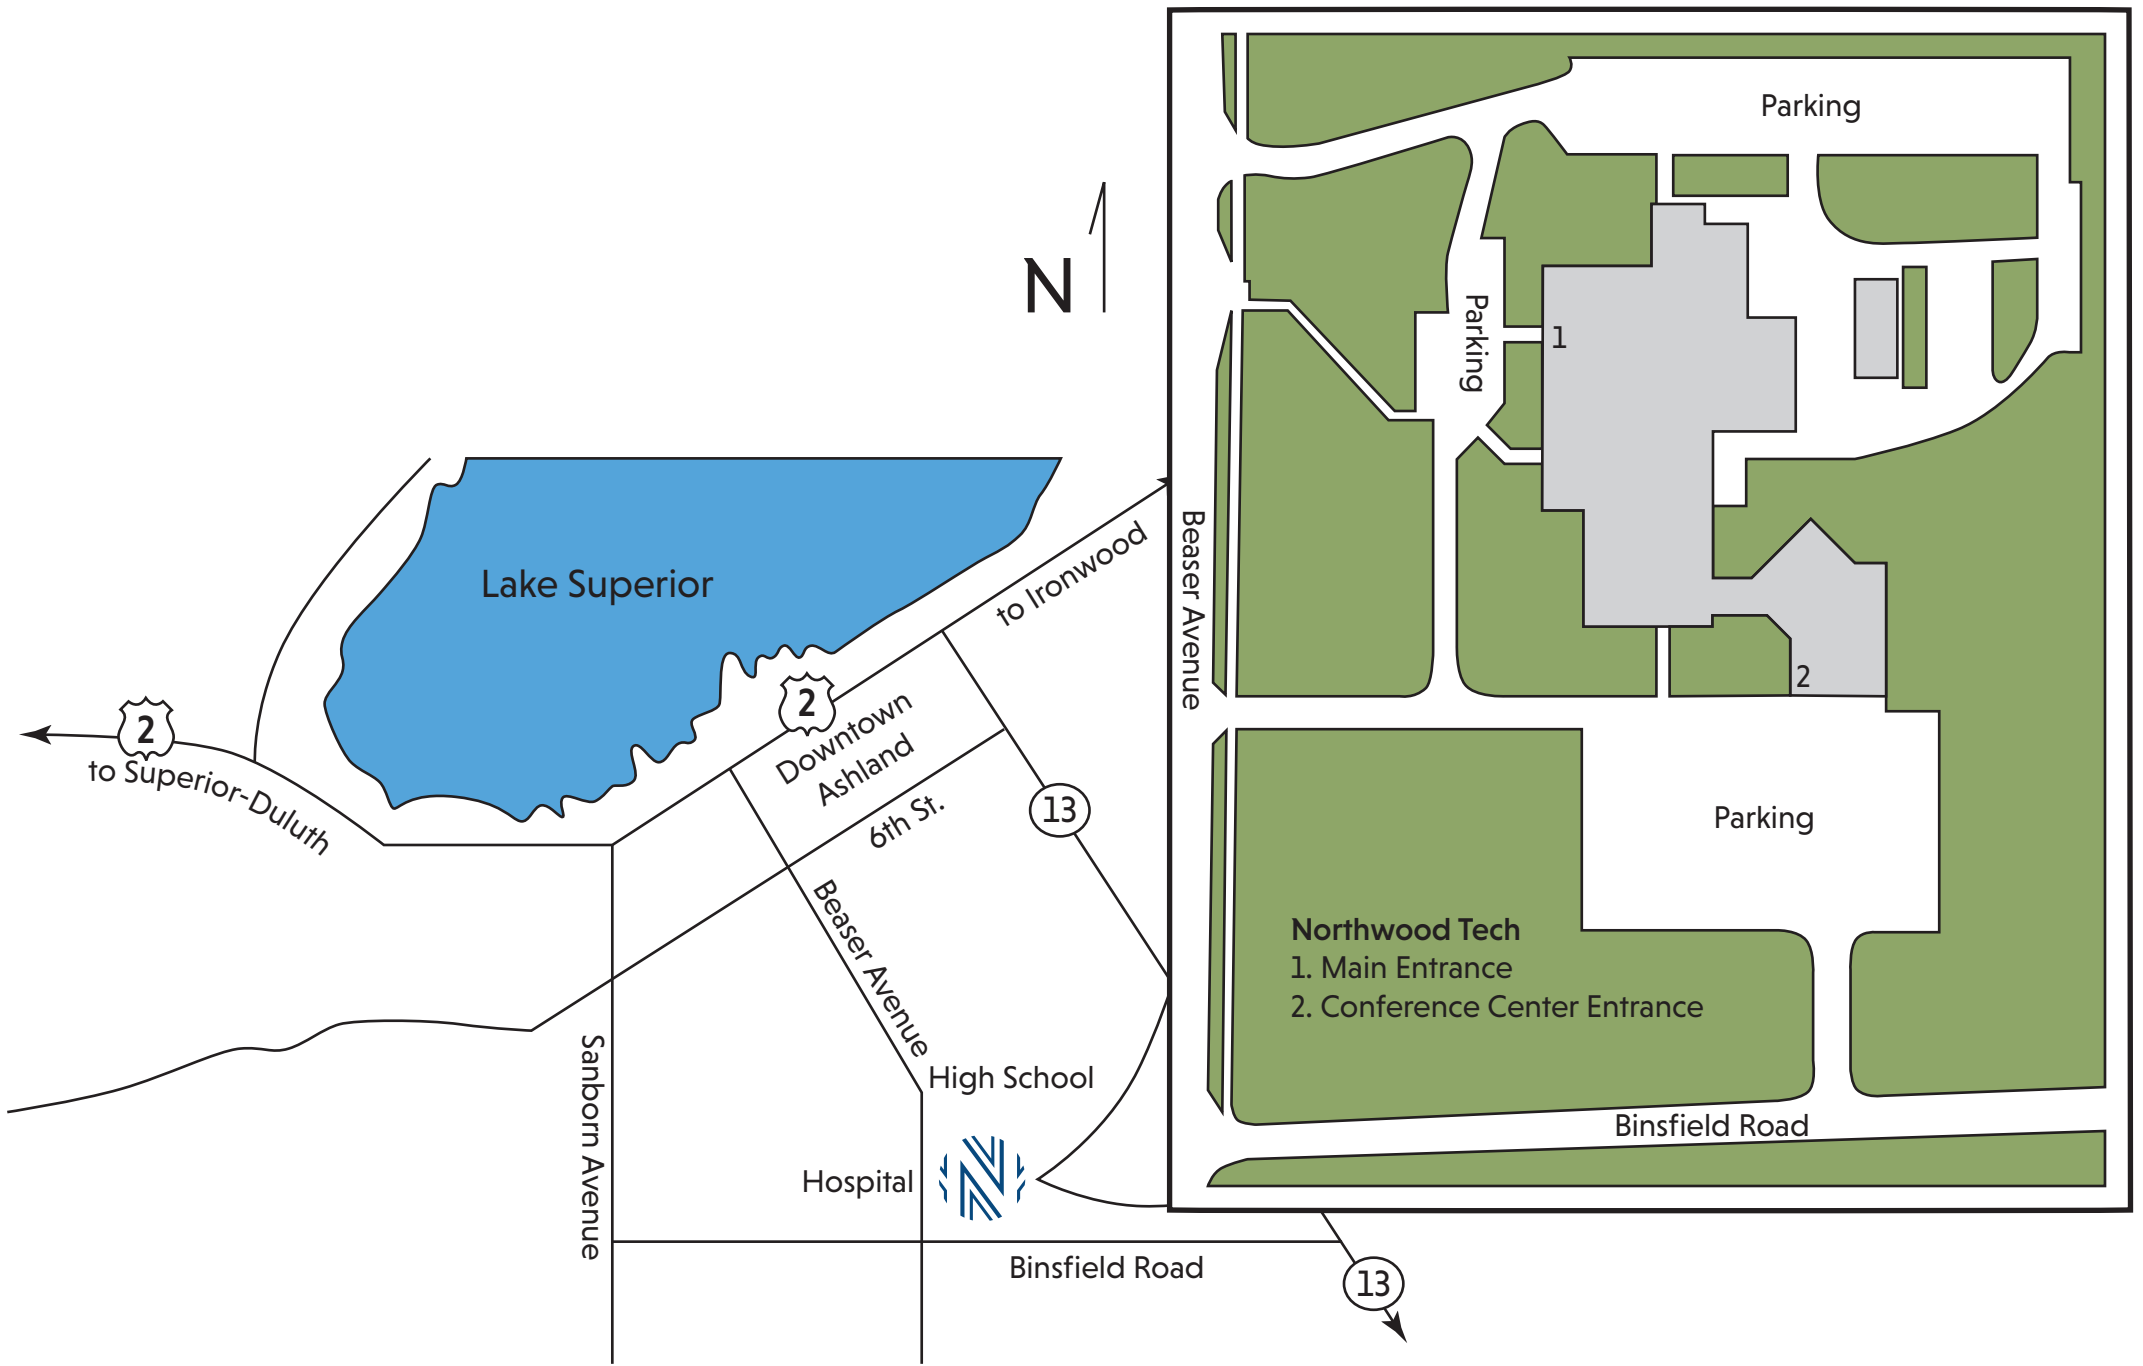 Parking
N
Parking
1
Lake Superior
to Ironwood
Beaser Avenue
2
2
2
Downtown
Ashland
to Superior-Duluth
6th St.
13
Parking
Beaser Avenue
Northwood Tech
1. Main Entrance
2. Conference Center Entrance
Sanborn Avenue
High School
Binsfield Road
Hospital
Binsfield Road
13